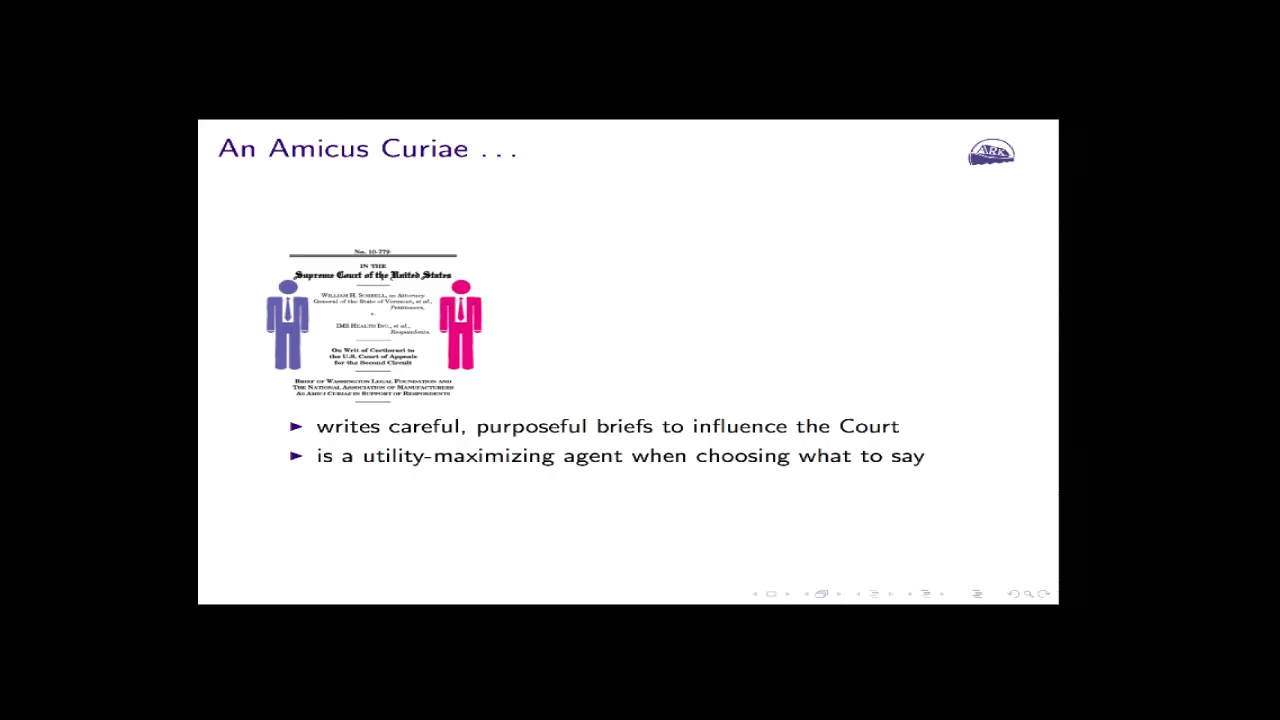 An Amicus Curiae ...
ARK
No. 10-779
IN THE
Supreme Court of the United States
WILLIAM H. SORRELL, as Attorney
General of the State of Vermont, et al.,
Petitioners,
v.
IMS HEALTH INC., et al.,
Respondents.
On Writ of Certiorari to
the U.S. Court of Appeals
for the Second Circuit
BRIEF OF WASHINGTON LEGAL FOUNDATION AND
THE NATIONAL ASSOCIATION OF MANUFACTURERS
AS AMICI CURIAE IN SUPPORT OF RESPONDENTS
► writes careful, purposeful briefs to influence the Court
► is a utility-maximizing agent when choosing what to say